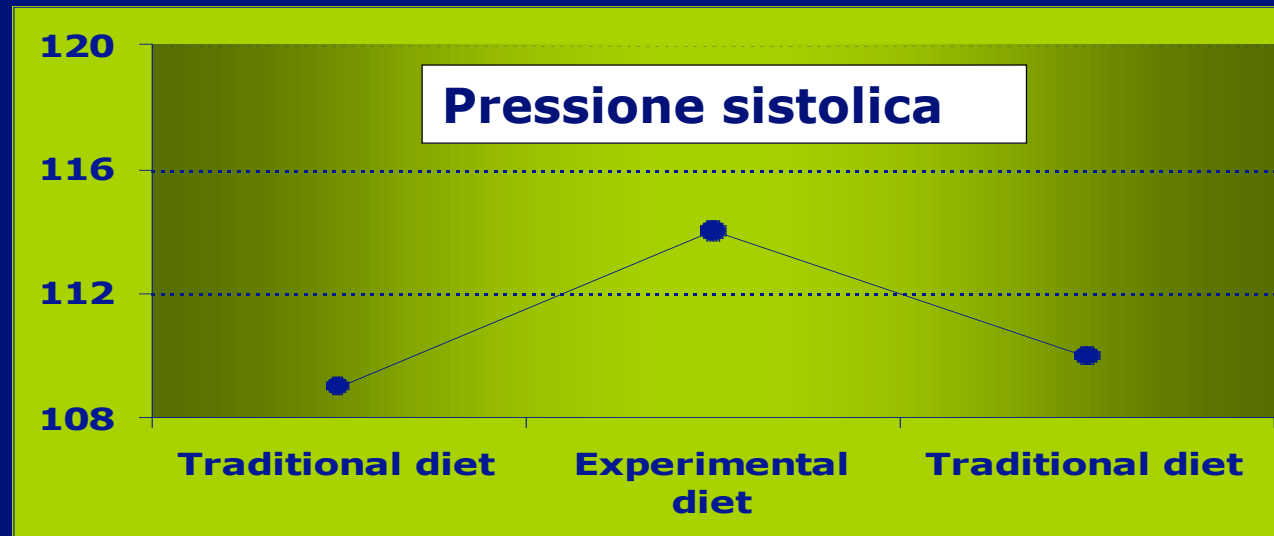 120
Pressione sistolica
116
112
108
Traditional diet
Experimental
diet
Traditional diet